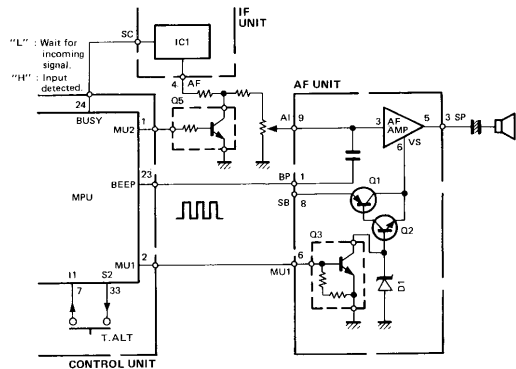 IF
UNIT
"L" : Wait for
incoming
signal.
"H" : Input
detected.
SC
IC1
4
AF
24
BUSY
Q5
MU2
1
AF UNIT
AI
9
3
AF
AMP
5
3
SP
VS
6
23
BEEP
BP
1
SB
8
Q1
Q2
MPU
Q3
2
MU1
6
MU1
D1
I1
S2
7
33
T.ALT
CONTROL UNIT